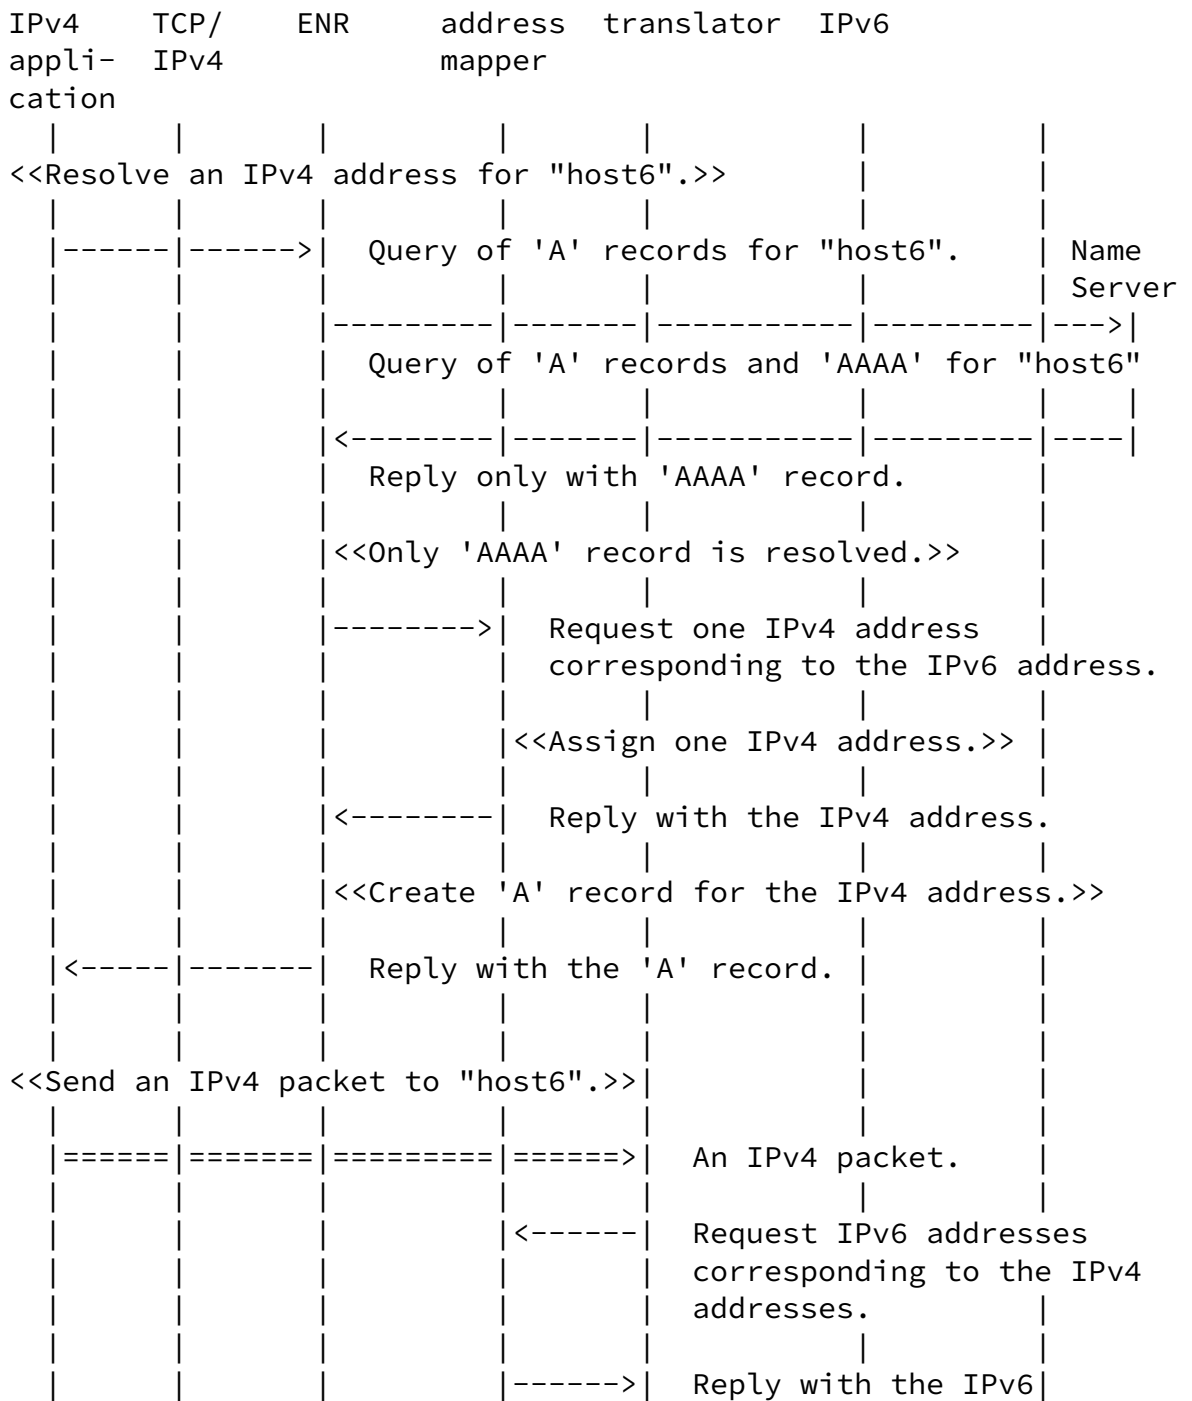 IPv4    TCP/    ENR     address  translator  IPv6
appli-  IPv4            mapper
cation
  |      |       |         |       |           |         |
<<Resolve an IPv4 address for "host6".>>       |         |
  |      |       |         |       |           |         |
  |------|------>|  Query of 'A' records for "host6".    | Name
  |      |       |         |       |           |         | Server
  |      |       |---------|-------|-----------|---------|--->|
  |      |       |  Query of 'A' records and 'AAAA' for "host6"
  |      |       |         |       |           |         |    |
  |      |       |<--------|-------|-----------|---------|----|
  |      |       |  Reply only with 'AAAA' record.       |
  |      |       |         |       |           |         |
  |      |       |<<Only 'AAAA' record is resolved.>>    |
  |      |       |         |       |           |         |
  |      |       |-------->|  Request one IPv4 address   |
  |      |       |         |  corresponding to the IPv6 address.
  |      |       |         |       |           |         |
  |      |       |         |<<Assign one IPv4 address.>> |
  |      |       |         |       |           |         |
  |      |       |<--------|  Reply with the IPv4 address.
  |      |       |         |       |           |         |
  |      |       |<<Create 'A' record for the IPv4 address.>>
  |      |       |         |       |           |         |
  |<-----|-------|  Reply with the 'A' record. |         |
  |      |       |         |       |           |         |
  |      |       |         |       |           |         |
<<Send an IPv4 packet to "host6".>>|           |         |
  |      |       |         |       |           |         |
  |======|=======|=========|======>|  An IPv4 packet.    |
  |      |       |         |       |           |         |
  |      |       |         |<------|  Request IPv6 addresses
  |      |       |         |       |  corresponding to the IPv4
  |      |       |         |       |  addresses.         |
  |      |       |         |       |           |         |
  |      |       |         |------>|  Reply with the IPv6|